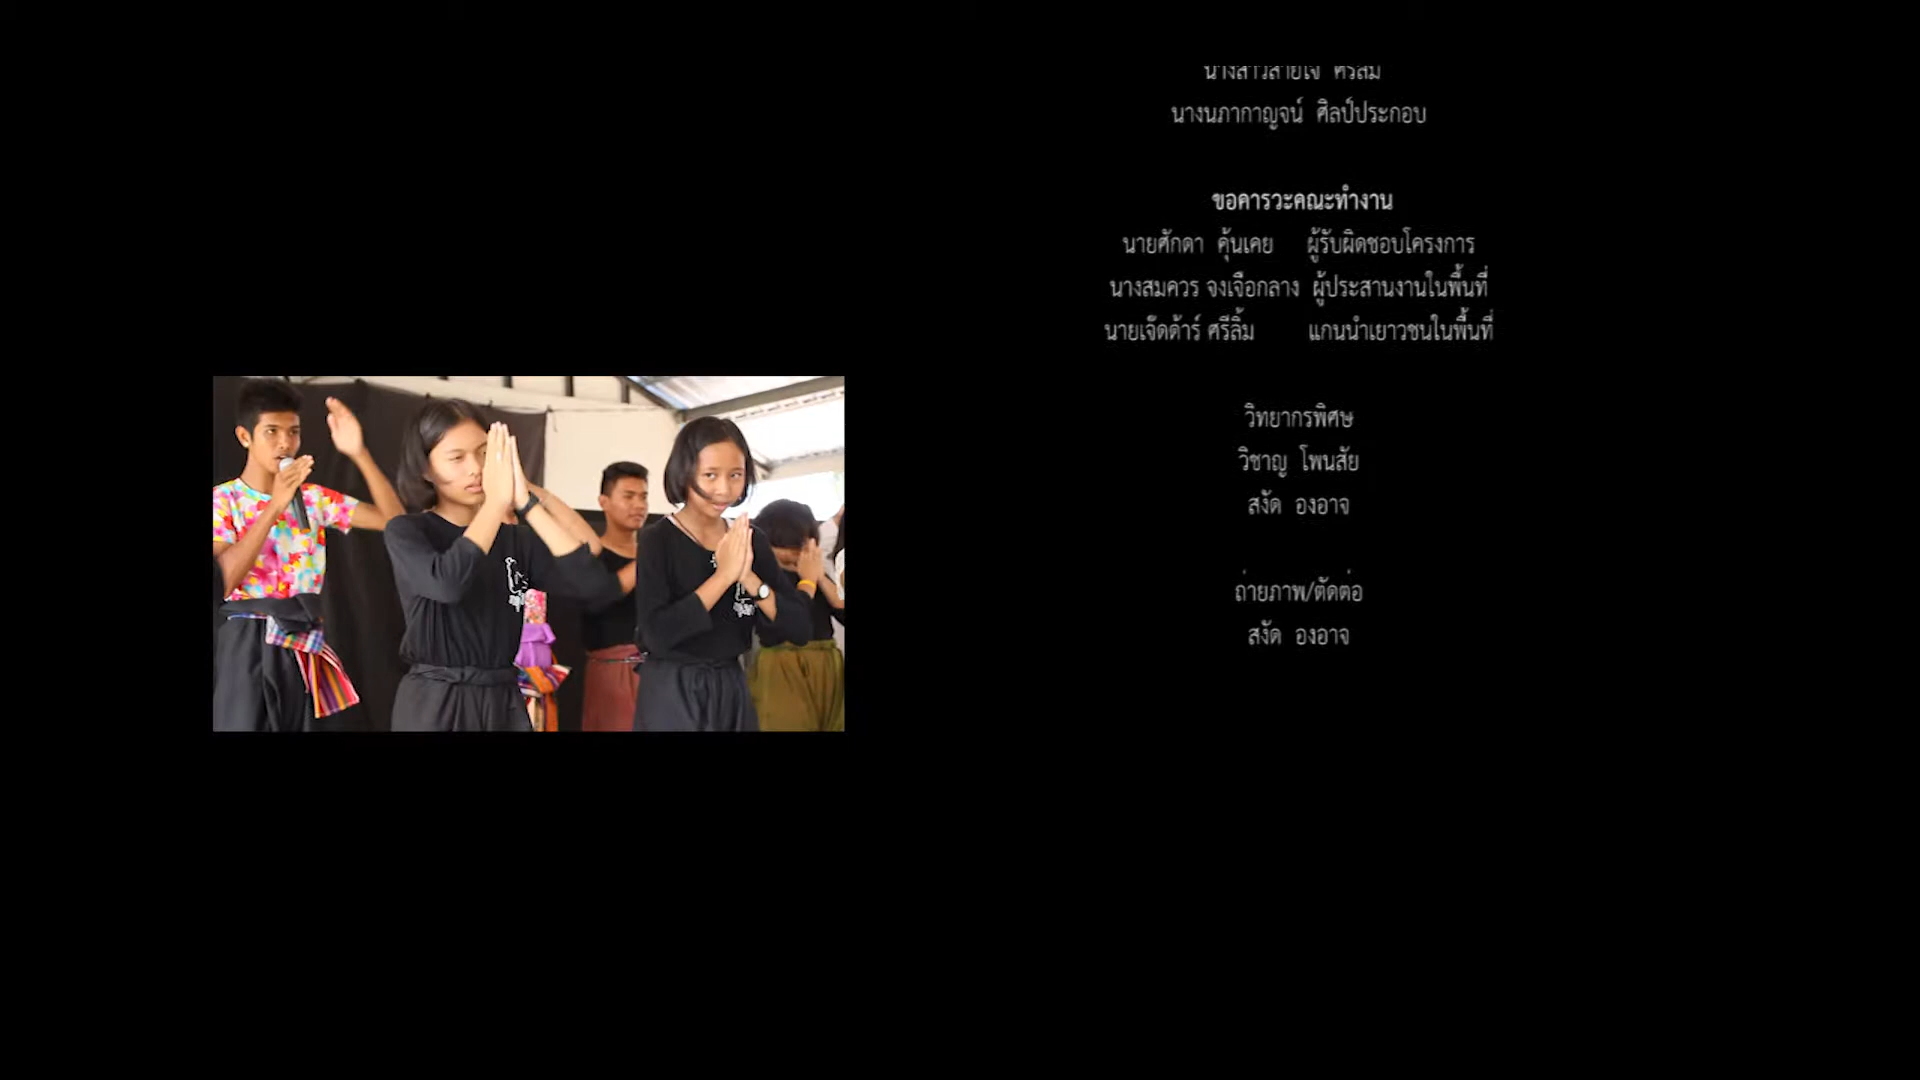 นางนภากาญจน์ ศิลป์ประกอบ
ขอคารวะคณะทำงาน
นายศักดา คุ้นเคย ผู้รับผิดชอบโครงการ
นางสมควร จงเจือกลาง ผู้ประสานงานในพื้นที่
นายเจ๊ดด้าร์ ศรีลิ้ม แกนนำเยาวชนในพื้นที่
วิทยากรพิศษ
วิชาญ โพนสัย
สงัด องอาจ
ถ่ายภาพ/ตัดต่อ
สงัด องอาจ